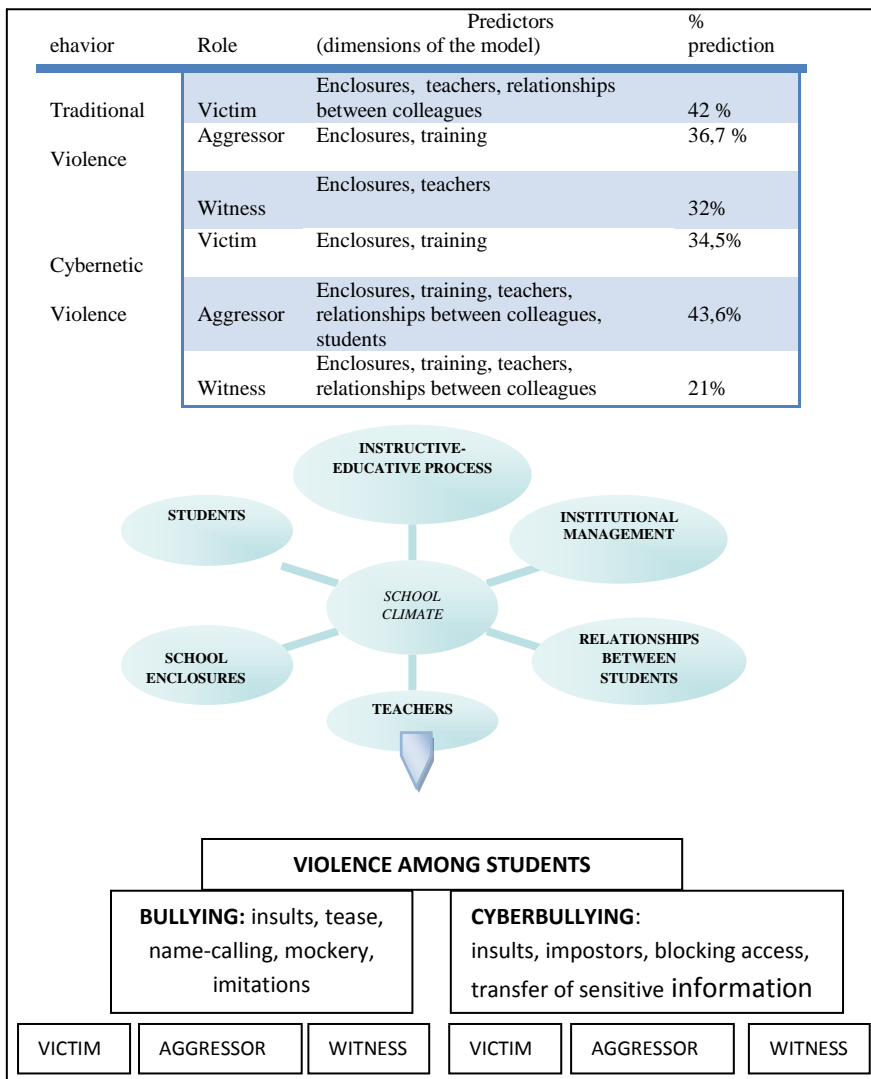 Predictors %
ehavior Role (dimensions of the model) prediction
Enclosures, teachers, relationships
Traditional Victim between colleagues 42 %
Aggressor Enclosures, training 36,7 %
Violence
Enclosures, teachers
Witness 32%
Victim Enclosures, training 34,5%
Cybernetic
Enclosures, training, teachers,
Violence Aggressor relationships between colleagues, 43,6%
students
Enclosures, training, teachers,
Witness relationships between colleagues 21%
INSTRUCTIVE-
EDUCATIVE PROCESS
STUDENTS
INSTITUTIONAL
MANAGEMENT
SCHOOL
CLIMATE
SCHOOL
ENCLOSURES
RELATIONSHIPS
BETWEEN
STUDENTS
TEACHERS
VIOLENCE AMONG STUDENTS
BULLYING: insults, tease,
name-calling, mockery,
imitations
CYBERBULLYING:
insults, impostors, blocking access,
transfer of sensitive information
VICTIM AGGRESSOR WITNESS VICTIM AGGRESSOR WITNESS